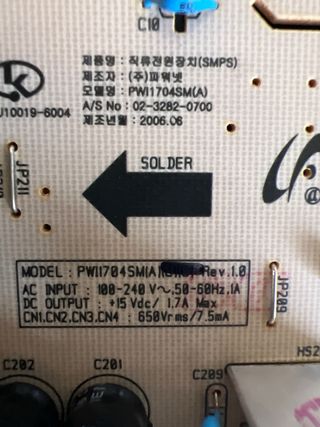 C10
제품명 : 직류전원장치(SMPS)
제조자 : (주)파워넷
모델명 : PWI1704SM(A)
A/S No : 02-3282-0700
제조년월 : 2006.06
U10019-6004
SOLDER
JP211
MODEL : PWI1704SM(A) Rev.1.0
AC INPUT : 100-240 V~,50-60Hz,1A
DC OUTPUT : +15 Vdc/ 1.7A Max
CN1,CN2,CN3,CN4 : 650Vrms/7.5mA
JP209
C202
C201
C209
HS2